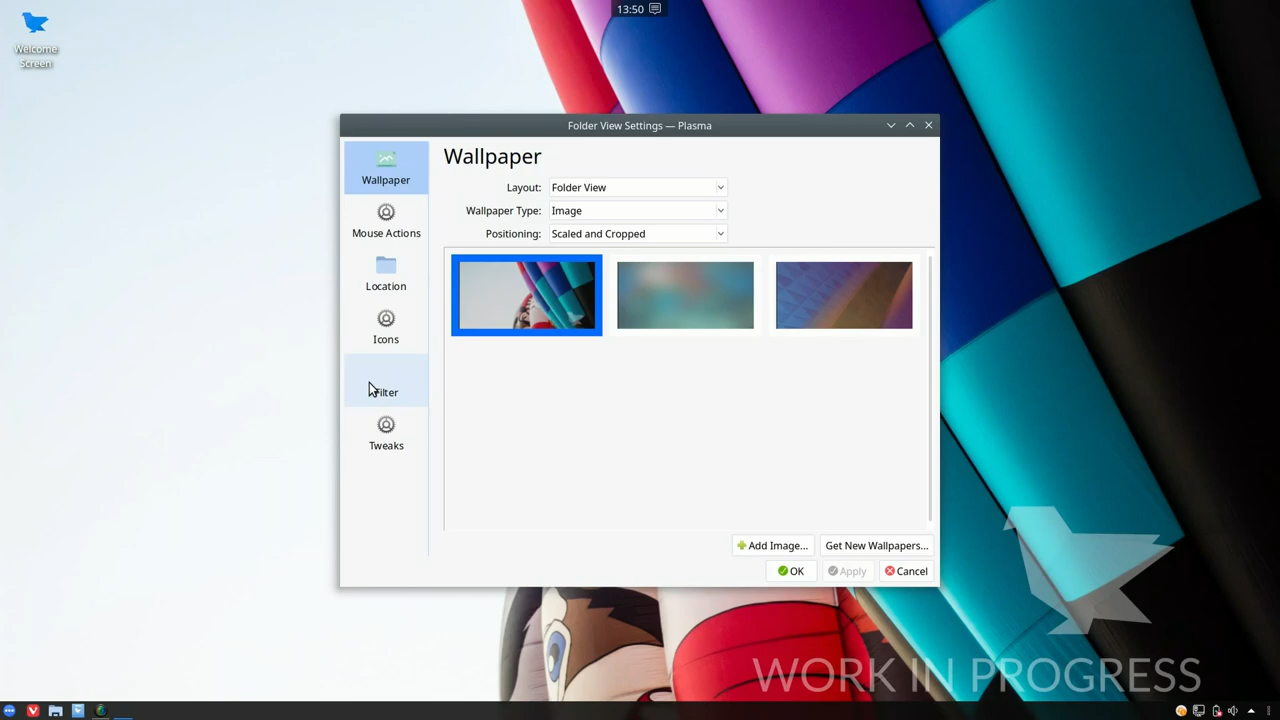 13:50
Welcome
Screen
Folder View Settings — Plasma
Wallpaper
Mouse Actions
Location
Icons
Filter
Tweaks
Wallpaper
Layout: Folder View
Wallpaper Type: Image
Positioning: Scaled and Cropped
Add Image...
Get New Wallpapers...
OK
Apply
Cancel
WORK IN PROGRESS